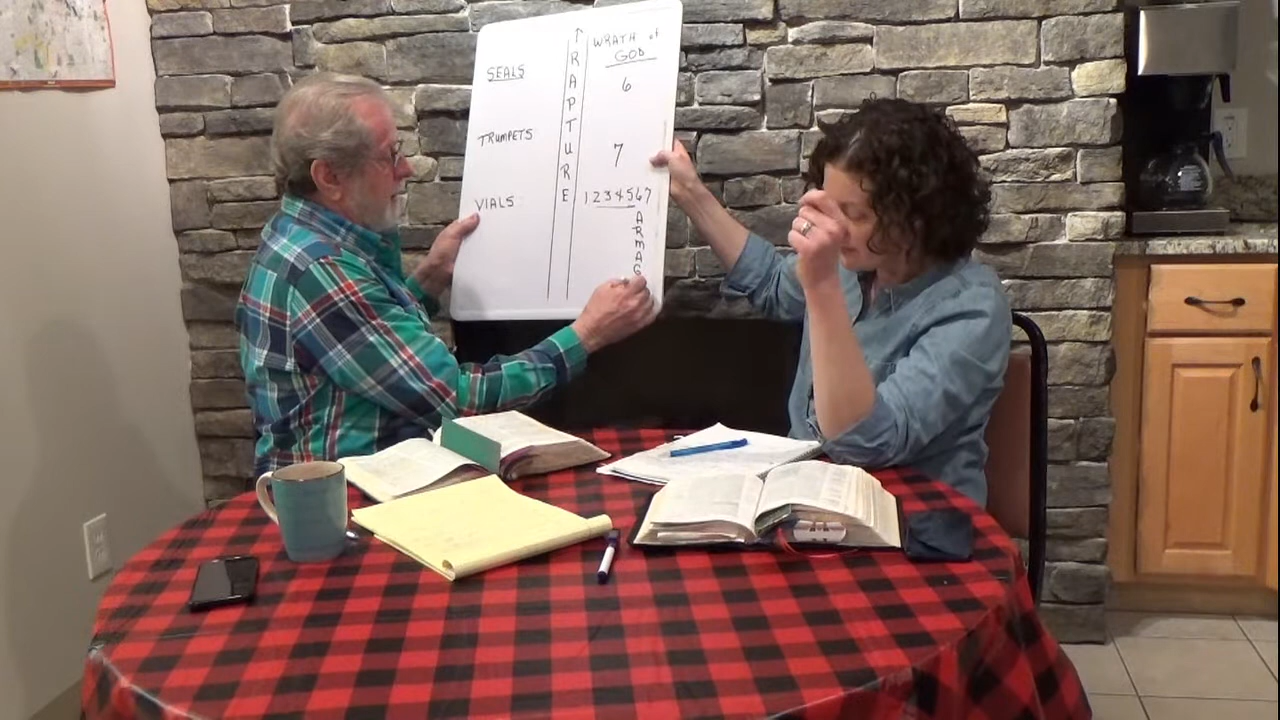 WRATH of
GOD
SEALS
6
TRUMPETS
7
VIALS
1234567
RAPTURE
ARMAG